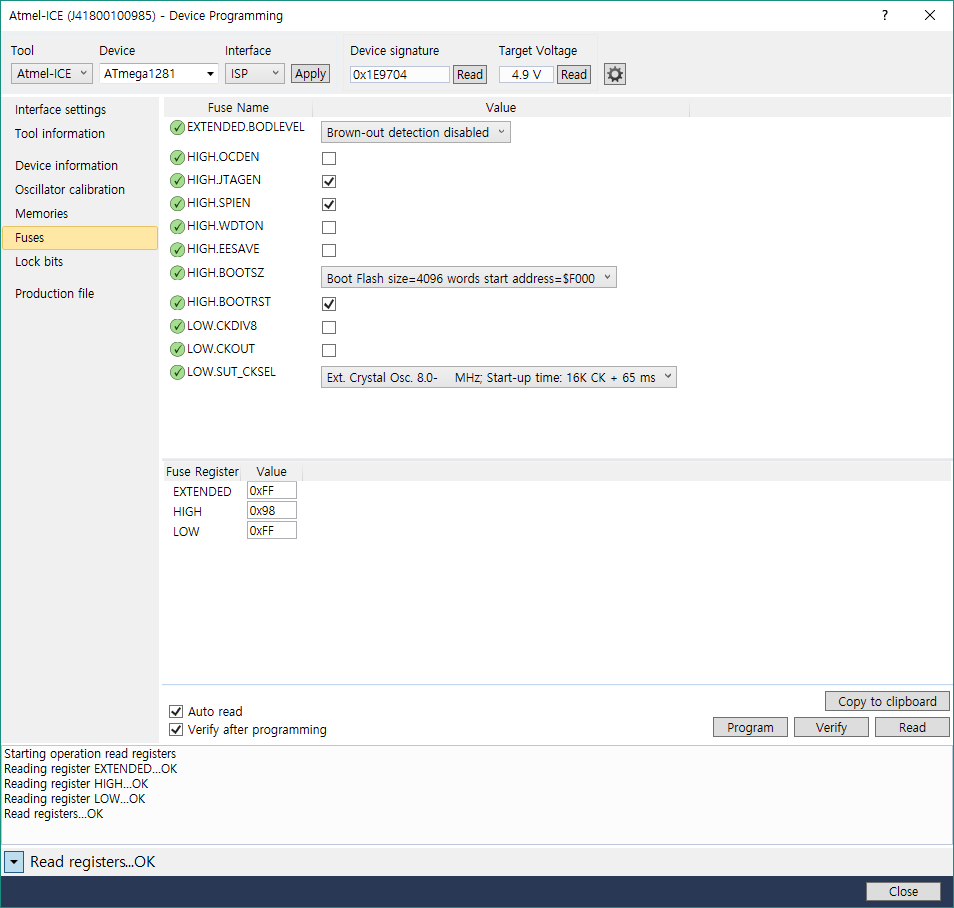 Atmel-ICE (J41800100985) - Device Programming
Tool Device Interface Device signature Target Voltage
Atmel-ICE ATmega1281 ISP Apply 0x1E9704 Read 4.9 V Read
Interface settings
Tool information
Device information
Oscillator calibration
Memories
Fuses
Lock bits
Production file
Fuse Name Value
EXTENDED.BODLEVEL Brown-out detection disabled
HIGH.OCDEN
HIGH.JTAGEN
HIGH.SPIEN
HIGH.WDTON
HIGH.EESAVE
HIGH.BOOTSZ Boot Flash size=4096 words start address=$F000
HIGH.BOOTRST
LOW.CKDIV8
LOW.CKOUT
LOW.SUT_CKSEL Ext. Crystal Osc. 8.0- MHz; Start-up time: 16K CK + 65 ms
Fuse Register Value
EXTENDED 0xFF
HIGH 0x98
LOW 0xFF
Copy to clipboard
Auto read
Verify after programming
Program Verify Read
Starting operation read registers
Reading register EXTENDED...OK
Reading register HIGH...OK
Reading register LOW...OK
Read registers...OK
Read registers...OK
Close